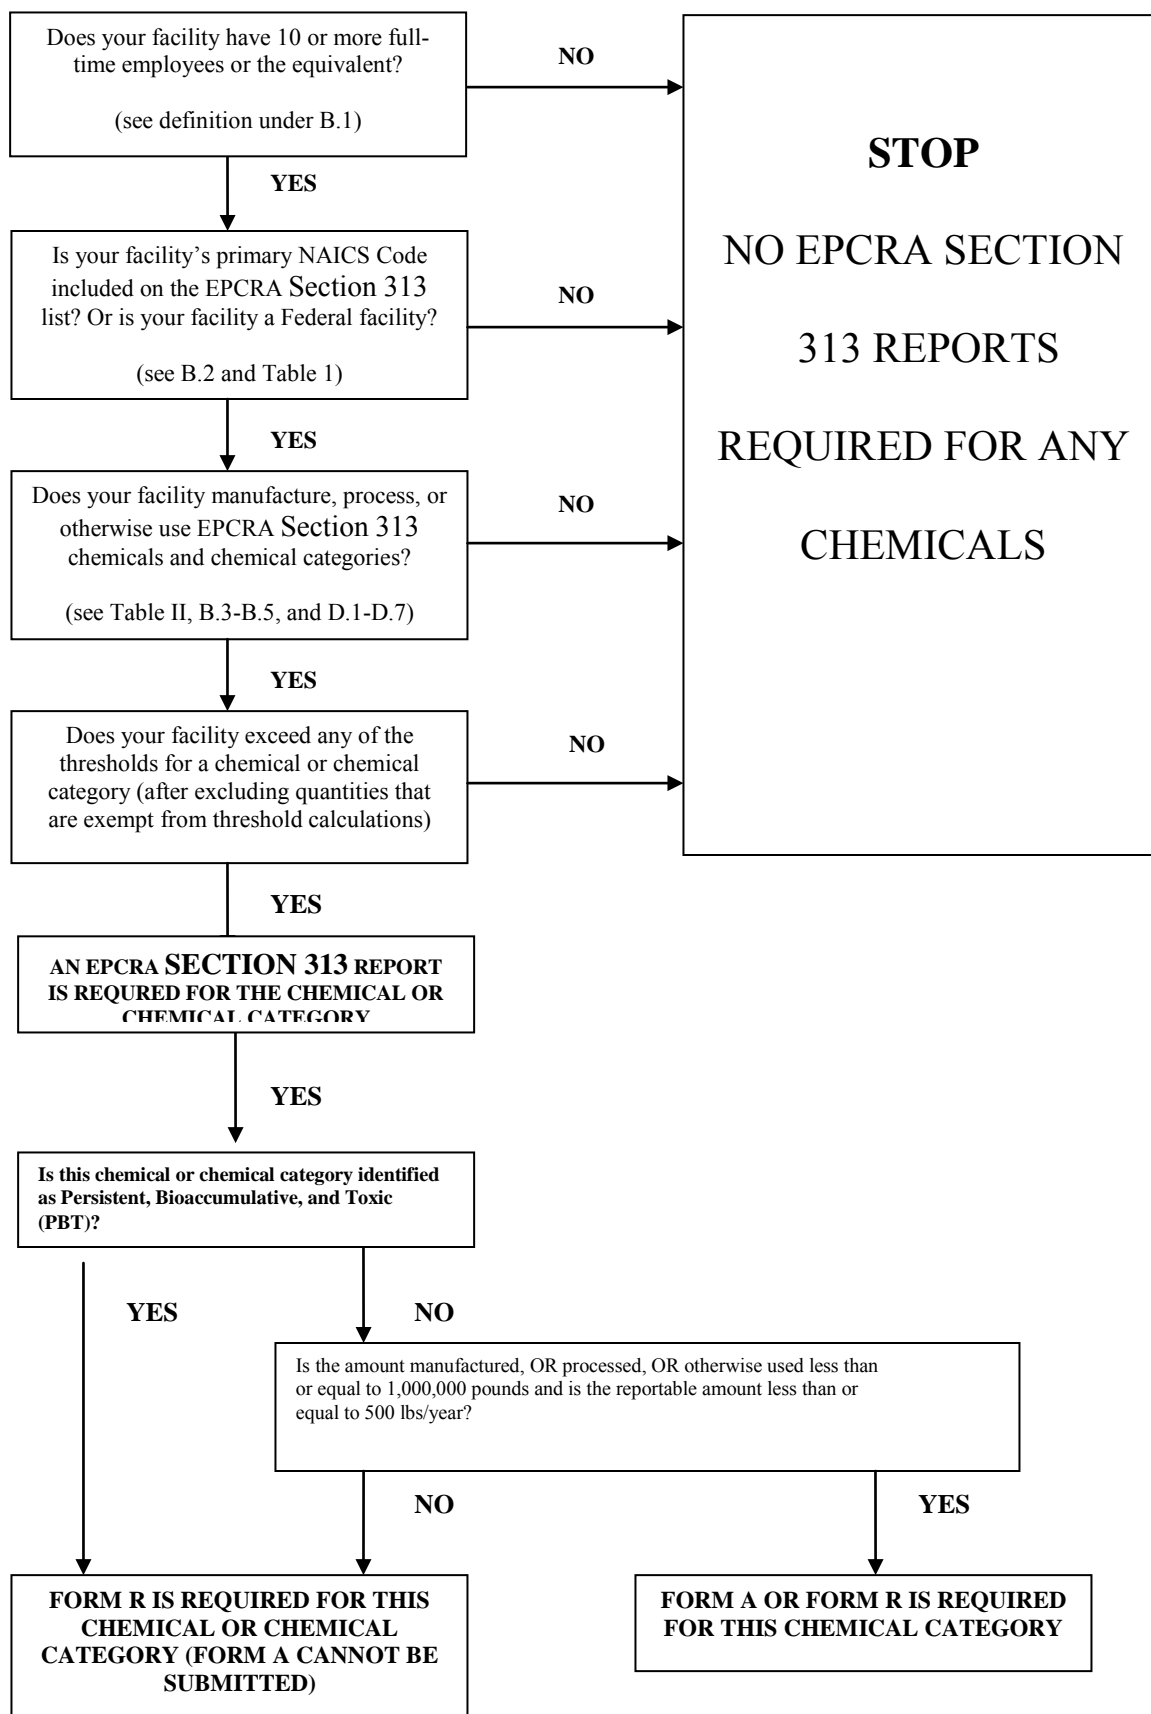 Does your facility have 10 or more full-
time employees or the equivalent?
(see definition under B.1)
NO
YES
STOP
NO EPCRA SECTION
313 REPORTS
REQUIRED FOR ANY
CHEMICALS
Is your facility’s primary NAICS Code
included on the EPCRA Section 313
list? Or is your facility a Federal facility?
(see B.2 and Table 1)
NO
YES
Does your facility manufacture, process, or
otherwise use EPCRA Section 313
chemicals and chemical categories?
(see Table II, B.3-B.5, and D.1-D.7)
NO
YES
Does your facility exceed any of the
thresholds for a chemical or chemical
category (after excluding quantities that
are exempt from threshold calculations)
NO
YES
AN EPCRA SECTION 313 REPORT
IS REQURED FOR THE CHEMICAL OR
CHEMICAL CATEGORY
YES
Is this chemical or chemical category identified
as Persistent, Bioaccumulative, and Toxic
(PBT)?
YES
NO
Is the amount manufactured, OR processed, OR otherwise used less than
or equal to 1,000,000 pounds and is the reportable amount less than or
equal to 500 lbs/year?
NO
YES
FORM R IS REQUIRED FOR THIS
CHEMICAL OR CHEMICAL
CATEGORY (FORM A CANNOT BE
SUBMITTED)
FORM A OR FORM R IS REQUIRED
FOR THIS CHEMICAL CATEGORY